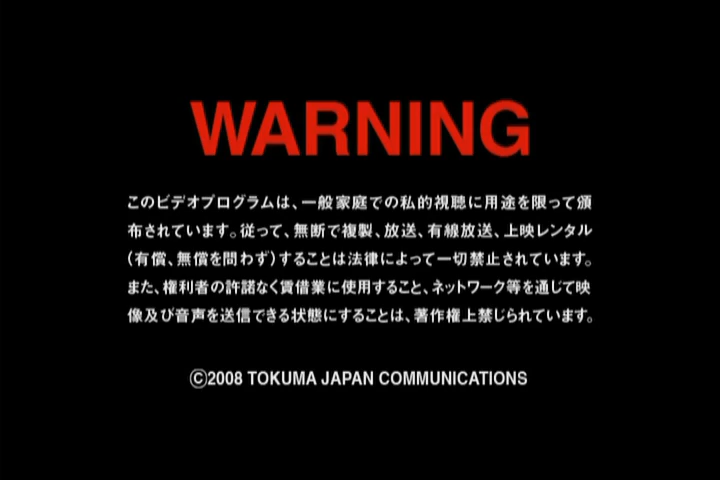 WARNING
このビデオプログラムは、一般家庭での私的視聴に用途を限って頒
布されています。従って、無断で複製、放送、有線放送、上映レンタル
(有償、無償を問わず)することは法律によって一切禁止されています。
また、権利者の許諾なく賃借業に使用すること、ネットワーク等を通じて映
像及び音声を送信できる状態にすることは、著作権上禁じられています。
©2008 TOKUMA JAPAN COMMUNICATIONS